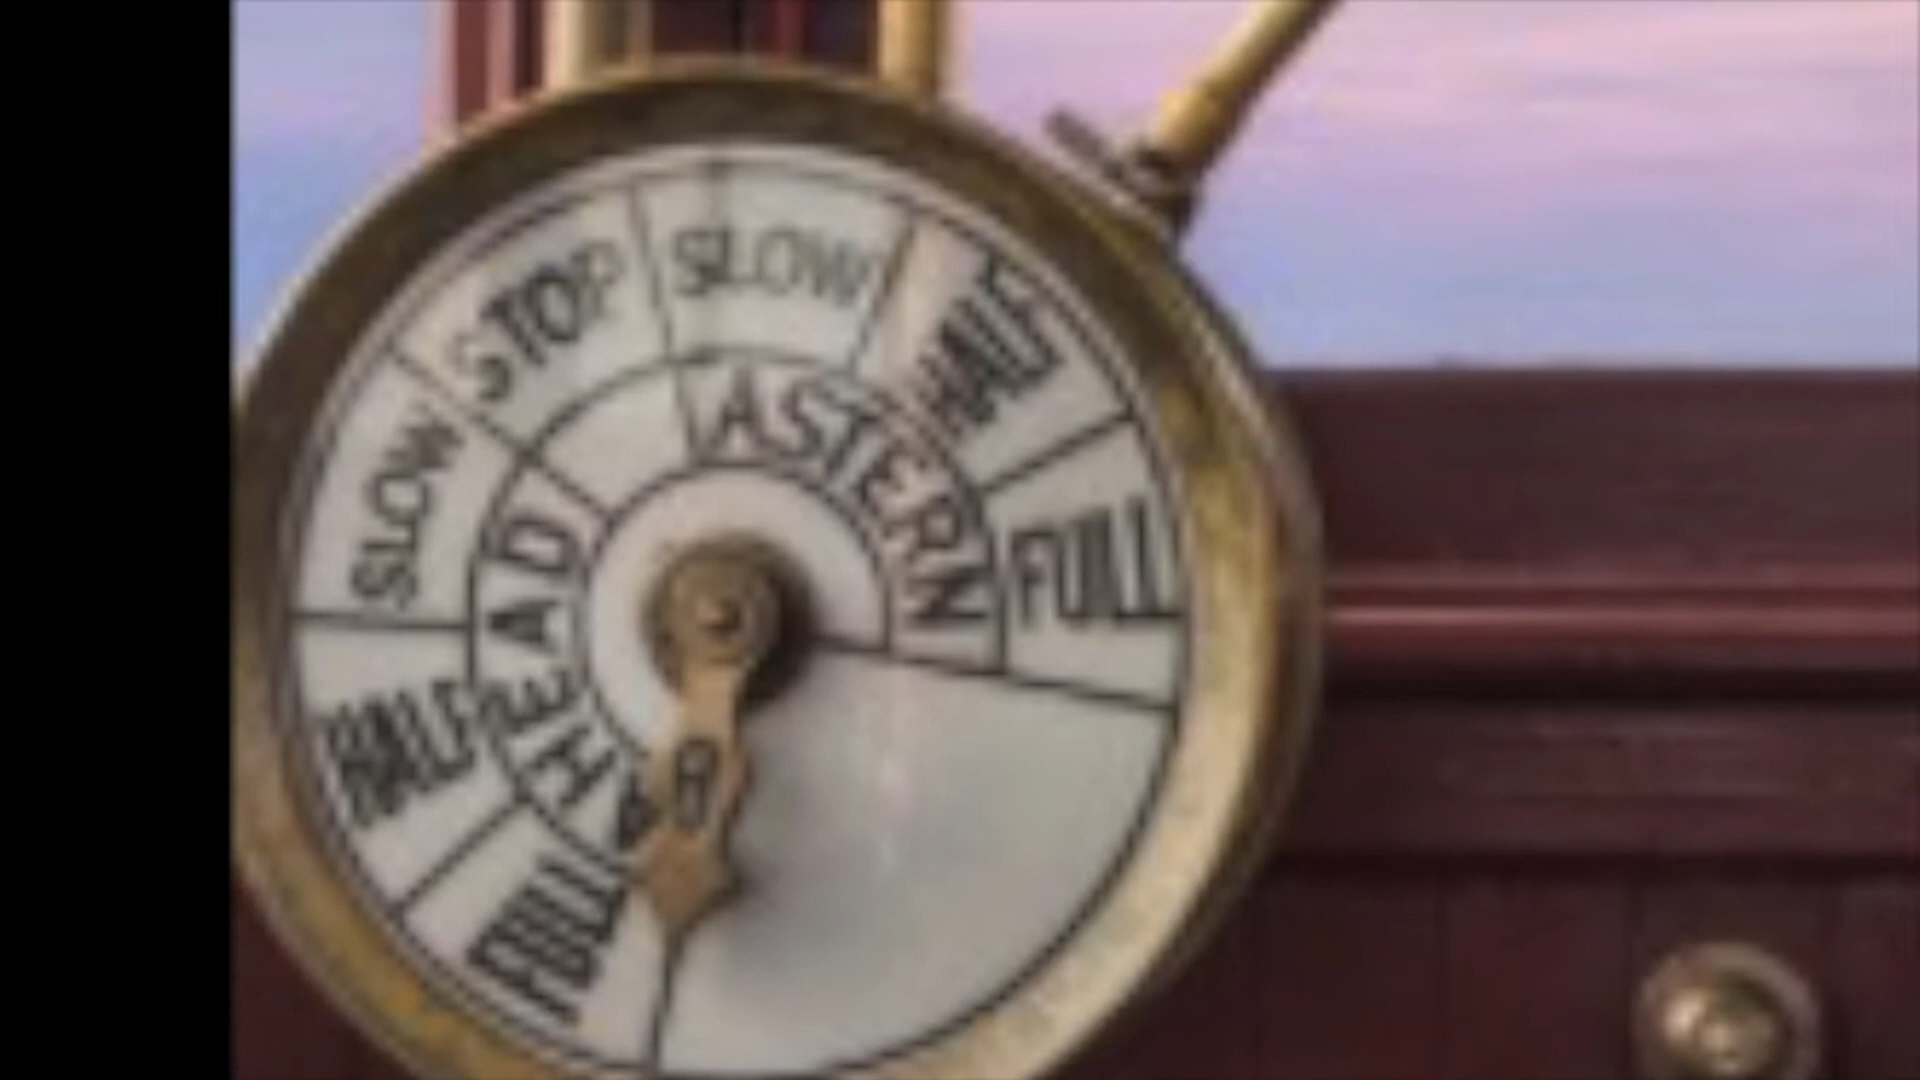 SLOW
STOP
SLOW
HALF
FULL
ASTERN
AHEAD
HALF
FULL